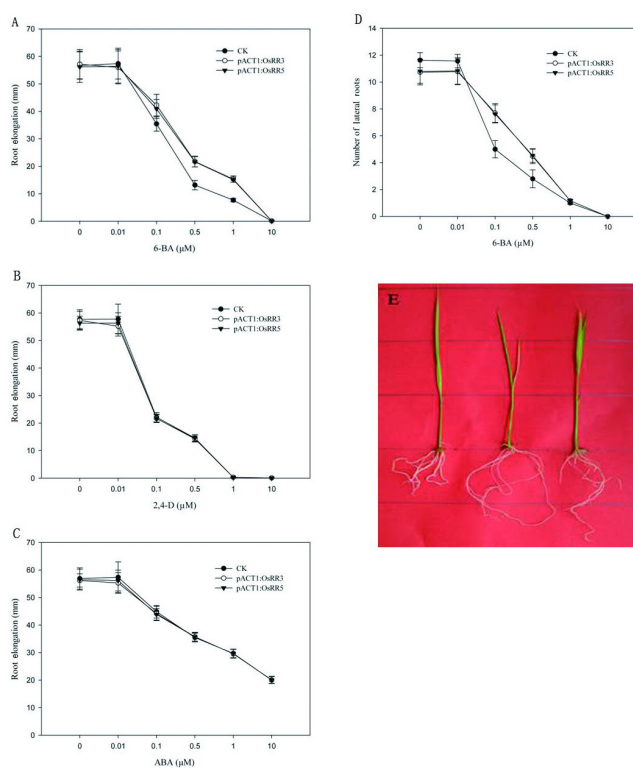 A
70
60
50
40
30
20
10
0
Root elongation (mm)
CK
pACT1:OsRR3
pACT1:OsRR5
0 0.01 0.1 0.5 1 10
6-BA (μM)
B
70
60
50
40
30
20
10
0
Root elongation (mm)
CK
pACT1:OsRR3
pACT1:OsRR5
0 0.01 0.1 0.5 1 10
2,4-D (μM)
C
70
60
50
40
30
20
10
0
Root elongation (mm)
CK
pACT1:OsRR3
pACT1:OsRR5
0 0.01 0.1 0.5 1 10
ABA (μM)
D
14
12
10
8
6
4
2
0
Number of lateral roots
CK
pACT1:OsRR3
pACT1:OsRR5
0 0.01 0.1 0.5 1 10
6-BA (μM)
E